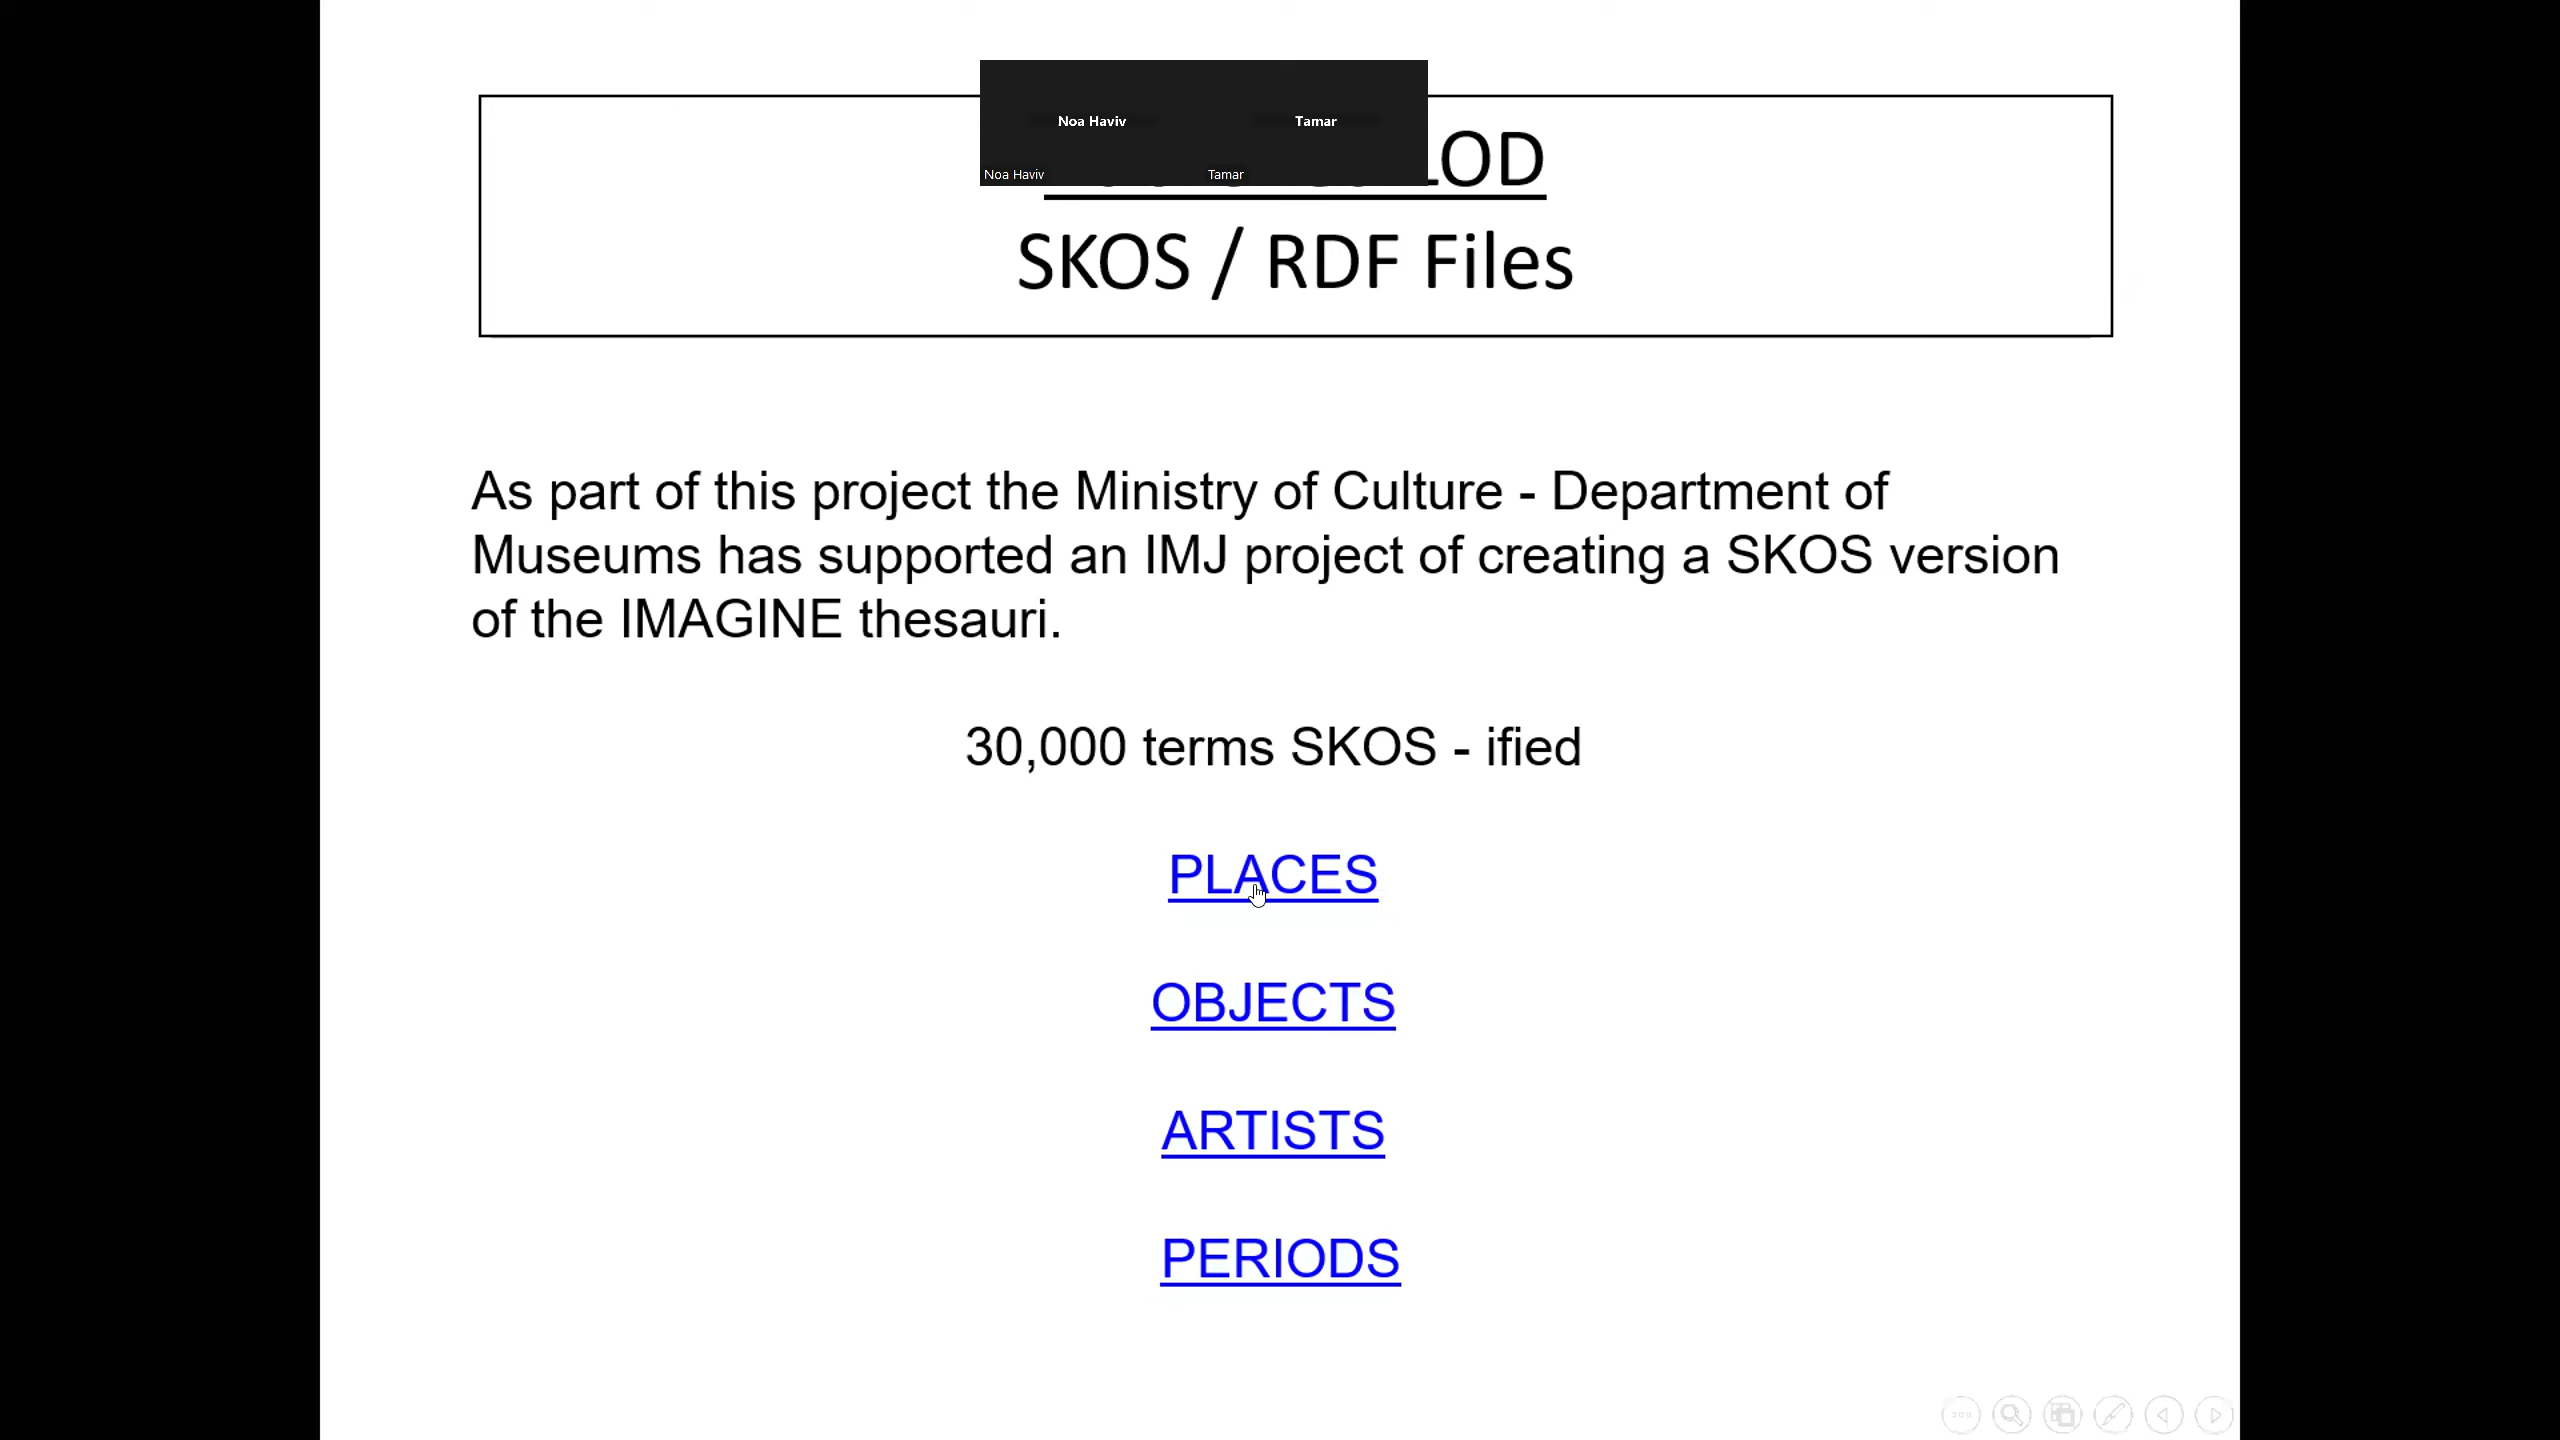 Noa Haviv
Tamar
Noa Haviv
Tamar
LOD
SKOS / RDF Files
As part of this project the Ministry of Culture - Department of
Museums has supported an IMJ project of creating a SKOS version
of the IMAGINE thesauri.
30,000 terms SKOS - ified
PLACES
OBJECTS
ARTISTS
PERIODS